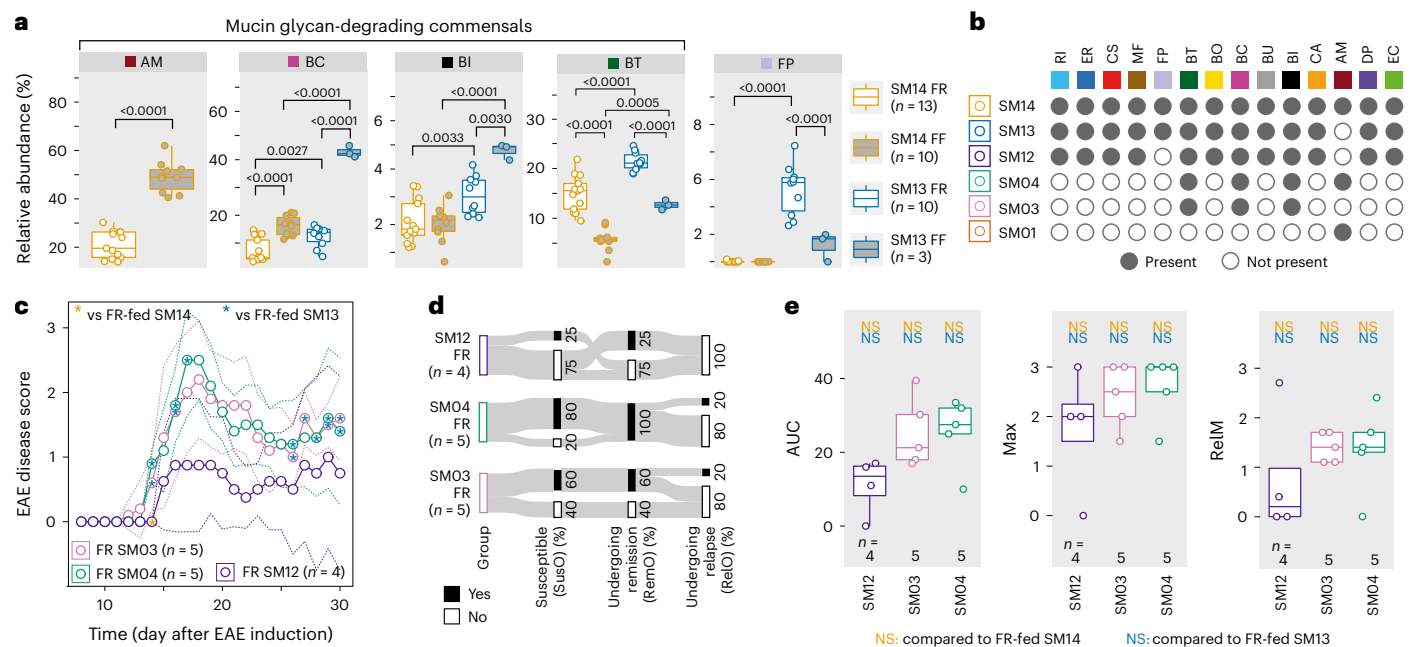 a
Mucin glycan-degrading commensals
AM
BC
BI
BT
FP
Relative abundance (%)
80
60
40
20
<0.0001
60
40
20
<0.0001
<0.0001
0.0027
<0.0001
6
4
2
<0.0001
0.0030
0.0033
30
20
10
<0.0001
0.0005
<0.0001
<0.0001
6
4
2
<0.0001
<0.0001
SM14 FR
(n = 13)
SM14 FF
(n = 10)
SM13 FR
(n = 10)
SM13 FF
(n = 3)
b
RI
ER
CS
MF
FP
BT
BO
BC
BU
BI
CA
AM
DP
EC
SM14
SM13
SM12
SM04
SM03
SM01
Present
Not present
c
* vs FR-fed SM14
* vs FR-fed SM13
EAE disease score
3
2
1
0
FR SM03 (n = 5)
FR SM04 (n = 5)
FR SM12 (n = 4)
10
20
30
Time (day after EAE induction)
d
SM12
FR
(n = 4)
25
75
25
75
100
SM04
FR
(n = 5)
80
20
100
20
80
SM03
FR
(n = 5)
60
40
60
40
20
80
Group
Susceptible
(SusO) (%)
Undergoing
remission
(RemO) (%)
Undergoing
relapse
(RelO) (%)
Yes
No
e
NS NS NS
NS NS NS
AUC
40
20
0
n =
4 5 5
SM12
SM03
SM04
NS NS NS
NS NS NS
Max
3
2
1
0
n =
4 5 5
SM12
SM03
SM04
NS NS NS
NS NS NS
RelM
3
2
1
0
n =
4 5 5
SM12
SM03
SM04
NS: compared to FR-fed SM14
NS: compared to FR-fed SM13